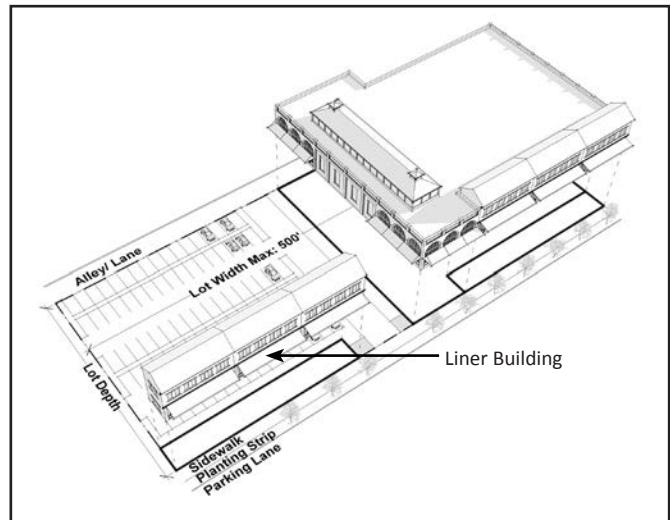 Alley/ Lane
Lot Width Max: 500'
Liner Building
Lot Depth
Sidewalk
Planting Strip
Parking Lane